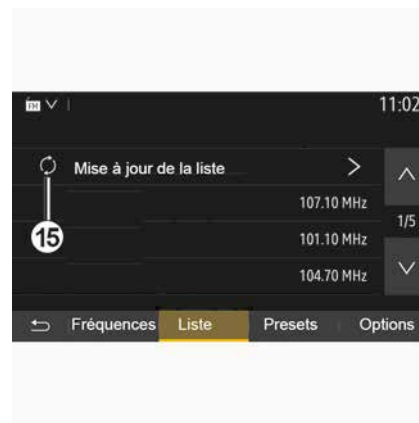 FM 11:02
Mise à jour de la liste
107.10 MHz
15
1/5
101.10 MHz
104.70 MHz
Fréquences Liste Presets Options